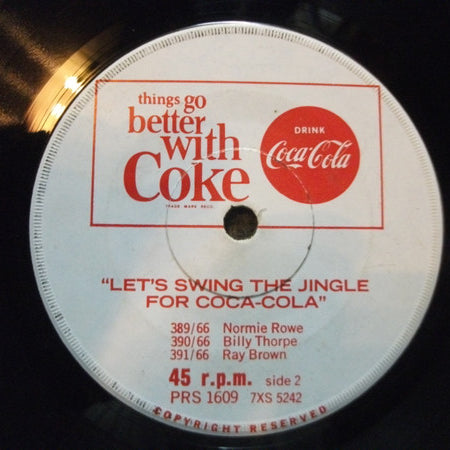 things go
better
with
Coke
TRADE MARK REGD.
DRINK
Coca-Cola
"LET'S SWING THE JINGLE
FOR COCA-COLA"
389/66 Normie Rowe
390/66 Billy Thorpe
391/66 Ray Brown
45 r.p.m. side 2
PRS 1609 7XS 5242
COPYRIGHT RESERVED